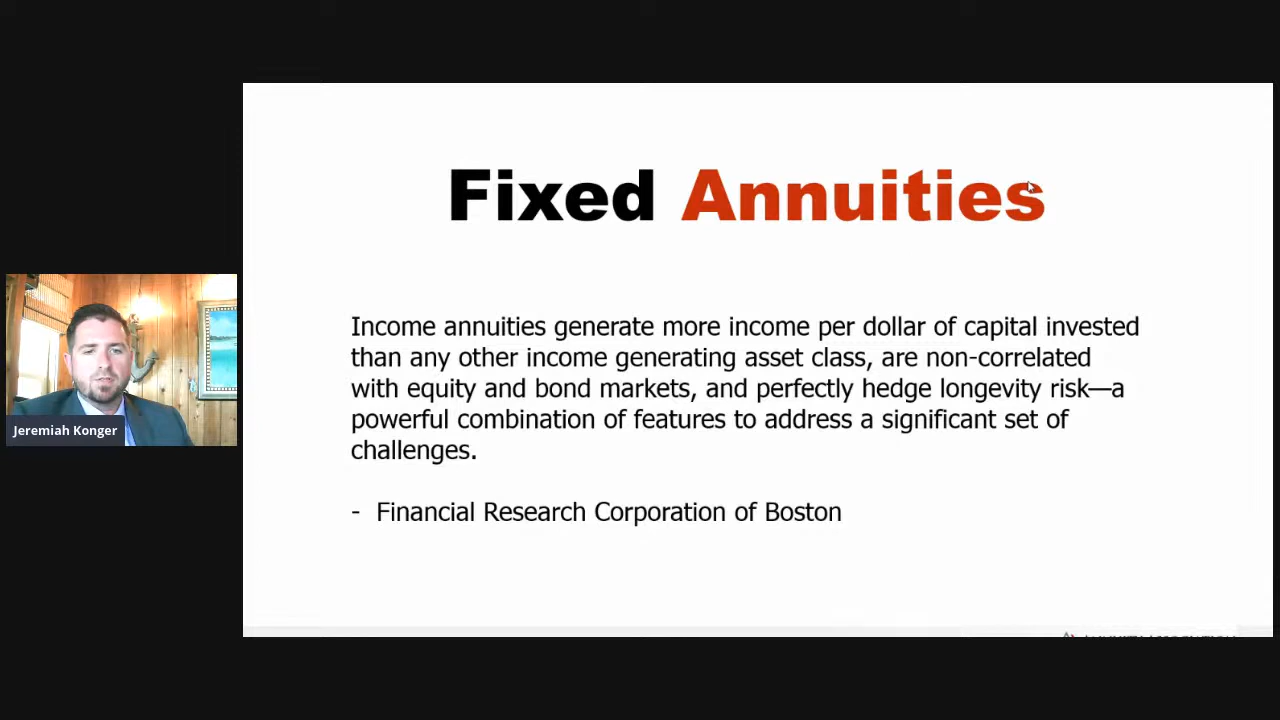 Fixed Annuities
Income annuities generate more income per dollar of capital invested
than any other income generating asset class, are non-correlated
with equity and bond markets, and perfectly hedge longevity risk—a
powerful combination of features to address a significant set of
challenges.
- Financial Research Corporation of Boston
Jeremiah Konger